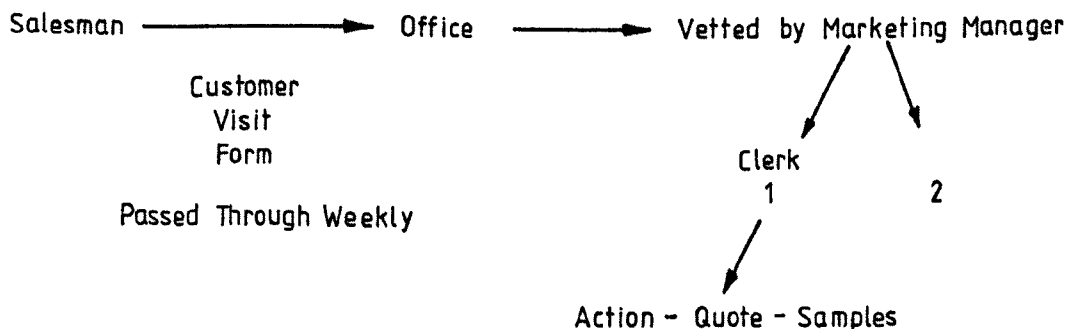 Salesman Office Vetted by Marketing Manager
Customer
Visit
Form
Clerk
1 2
Passed Through Weekly
Action - Quote - Samples